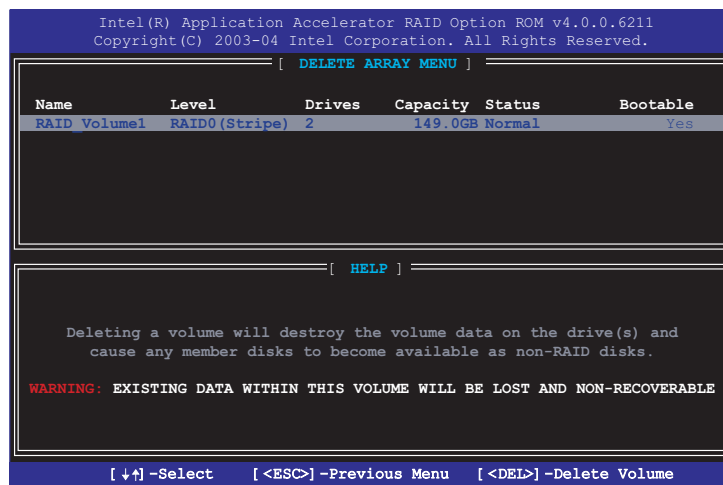 Intel(R) Application Accelerator RAID Option ROM v4.0.0.6211
Copyright(C) 2003-04 Intel Corporation. All Rights Reserved.
[ DELETE ARRAY MENU ]
Name Level Drives Capacity Status Bootable
RAID_Volume1 RAID0(Stripe) 2 149.0GB Normal Yes
[ HELP ]
Deleting a volume will destroy the volume data on the drive(s) and
cause any member disks to become available as non-RAID disks.
WARNING: EXISTING DATA WITHIN THIS VOLUME WILL BE LOST AND NON-RECOVERABLE
[↓↑]-Select [<ESC>]-Previous Menu [<DEL>]-Delete Volume